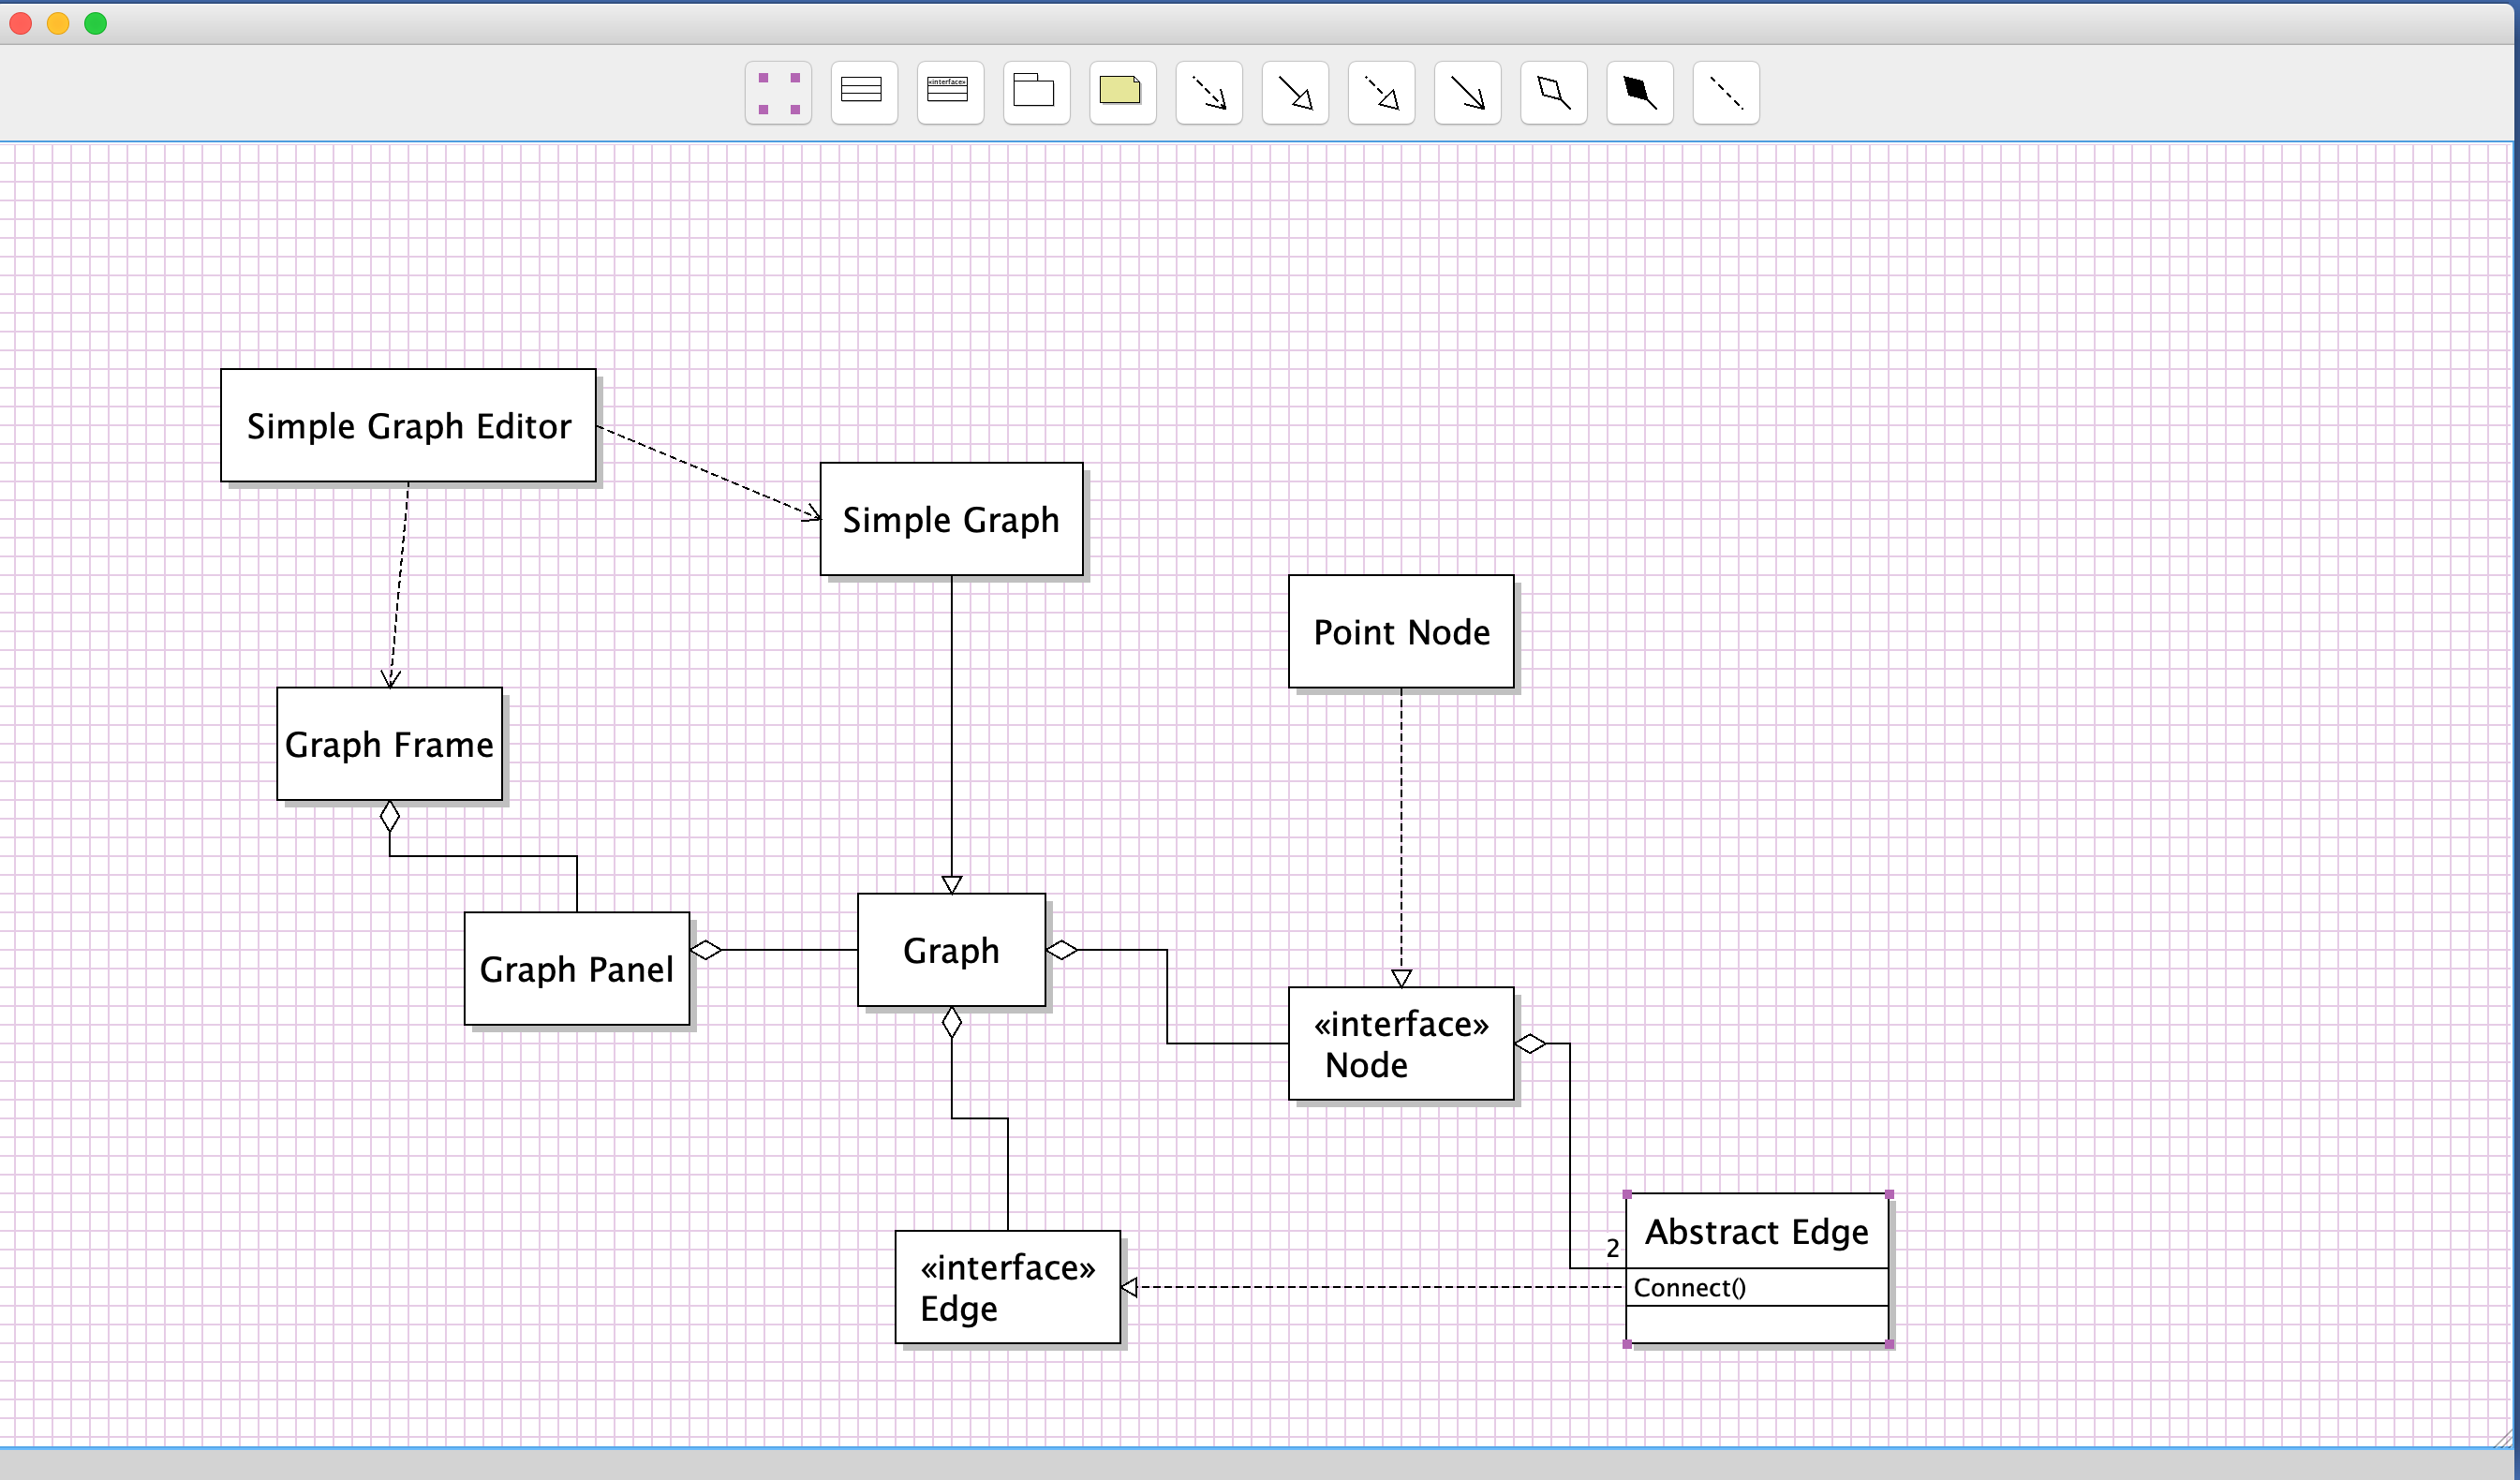 «interface»
Simple Graph Editor
Simple Graph
Point Node
Graph Frame
Graph
Graph Panel
«interface»
Node
Abstract Edge
2
«interface»
Edge
Connect()